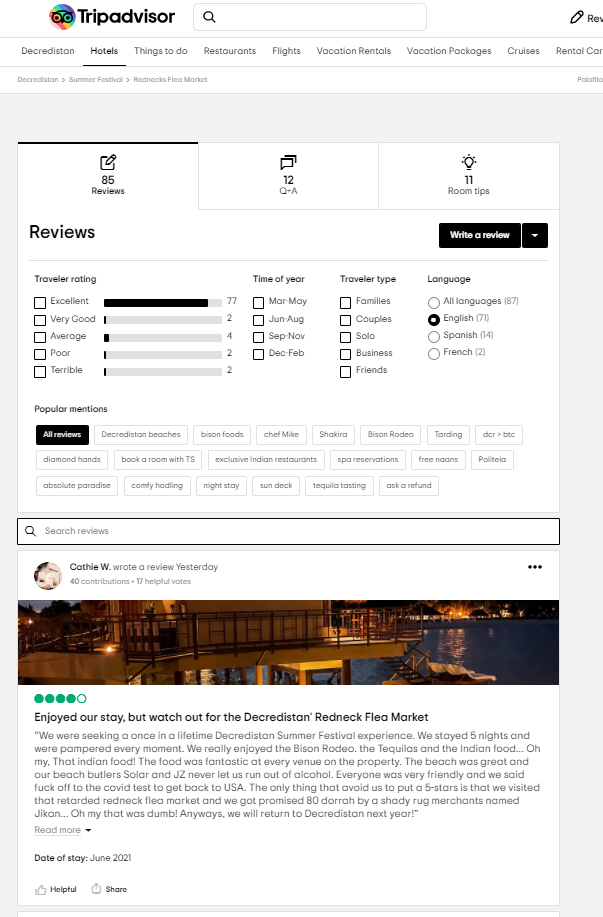 Tripadvisor
Rev
Decredistan Hotels Things to do Restaurants Flights Vacation Rentals Vacation Packages Cruises Rental Car
Decredistan > Summer Festival > Rednecks Flea Market
Palafito
85
Reviews
12
Q+A
11
Room tips
Reviews
Write a review
Traveler rating
Excellent 77
Very Good 2
Average 4
Poor 2
Terrible 2
Time of year
Mar-May
Jun-Aug
Sep-Nov
Dec-Feb
Traveler type
Families
Couples
Solo
Business
Friends
Language
All languages (87)
English (71)
Spanish (14)
French (2)
Popular mentions
All reviews Decredistan beaches bison foods chef Mike Shakira Bison Rodeo Tarding dcr > btc
diamond hands book a room with TS exclusive Indian restaurants spa reservations free naans Politeia
absolute paradise comfy hodling night stay sun deck tequila tasting ask a refund
Search reviews
Cathie W. wrote a review Yesterday
40 contributions • 17 helpful votes
Enjoyed our stay, but watch out for the Decredistan' Redneck Flea Market
"We were seeking a once in a lifetime Decredistan Summer Festival experience. We stayed 5 nights and
were pampered every moment. We really enjoyed the Bison Rodeo. the Tequilas and the Indian food... Oh
my, That indian food! The food was fantastic at every venue on the property. The beach was great and
our beach butlers Solar and JZ never let us run out of alcohol. Everyone was very friendly and we said
fuck off to the covid test to get back to USA. The only thing that avoid us to put a 5-stars is that we visited
that retarded redneck flea market and we got promised 80 dorrah by a shady rug merchants named
Jikan... Oh my that was dumb! Anyways, we will return to Decredistan next year!"
Read more
Date of stay: June 2021
Helpful Share